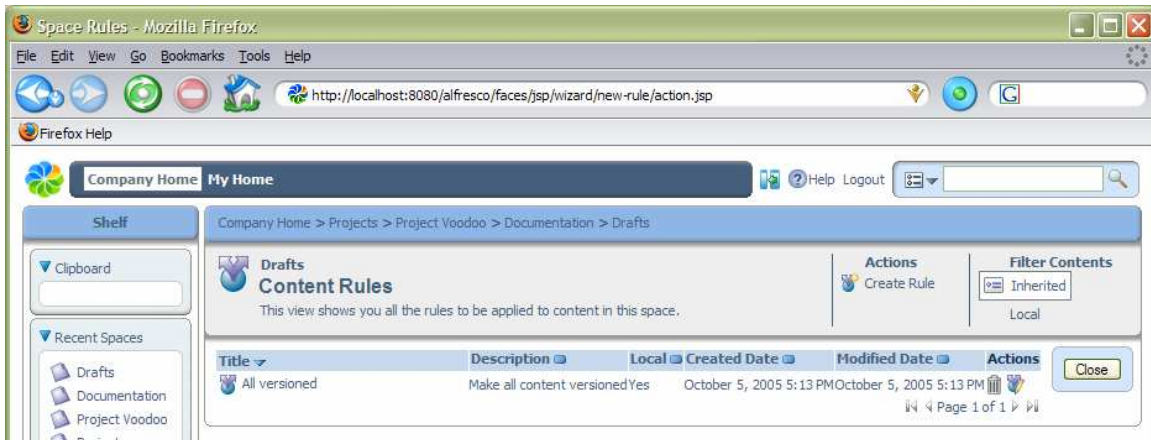 Space Rules - Mozilla Firefox
File Edit View Go Bookmarks Tools Help
http://localhost:8080/alfresco/faces/jsp/wizard/new-rule/action.jsp
G
Firefox Help
Company Home My Home Help Logout
Shelf
Company Home > Projects > Project Voodoo > Documentation > Drafts
Clipboard
Drafts
Content Rules
This view shows you all the rules to be applied to content in this space.
Actions
Create Rule
Filter Contents
Inherited
Local
Recent Spaces
Drafts
Documentation
Project Voodoo
Title Description Local Created Date Modified Date Actions
All versioned Make all content versioned Yes October 5, 2005 5:13 PM October 5, 2005 5:13 PM
Page 1 of 1
Close